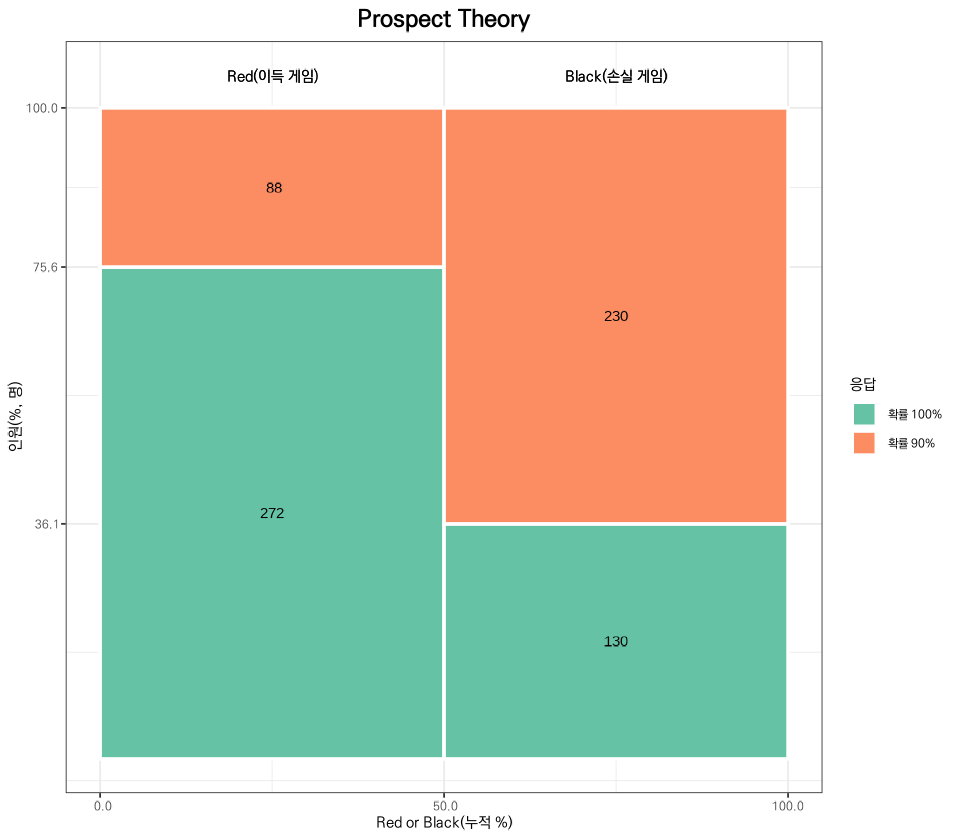 Prospect Theory
Red(이득 게임)
Black(손실 게임)
100.0
75.6
36.1
인원(%, 명)
88
230
272
130
응답
확률 100%
확률 90%
0.0
50.0
100.0
Red or Black(누적 %)